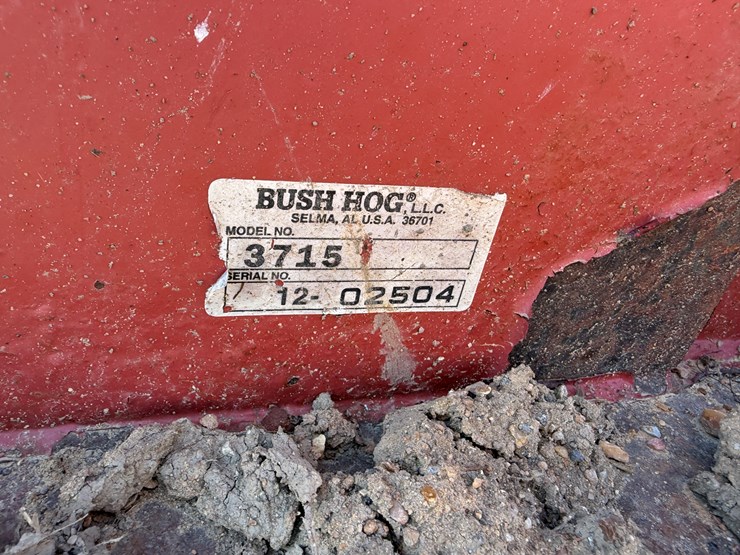 BUSH HOG®, L.L.C.
SELMA, AL U.S.A. 36701
MODEL NO.
3715
SERIAL NO.
12- 02504